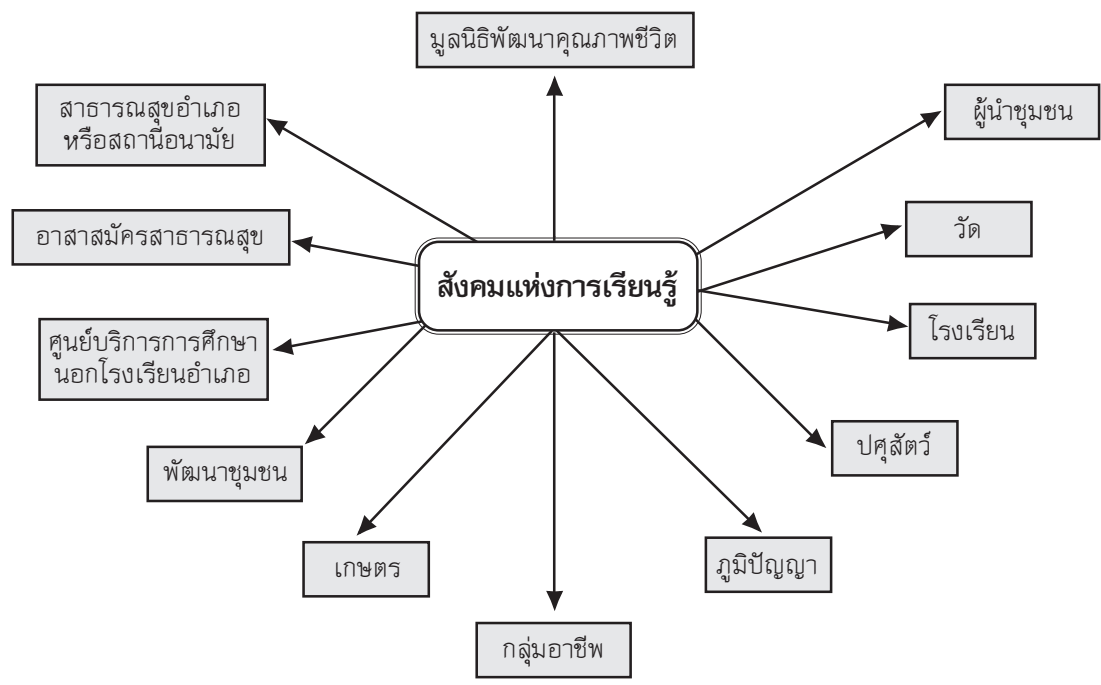 มูลนิธิพัฒนาคุณภาพชีวิต
สาธารณสุขอำเภอ
หรือสถานีอนามัย
ผู้นำชุมชน
อาสาสมัครสาธารณสุข
วัด
สังคมแห่งการเรียนรู้
ศูนย์บริการการศึกษา
นอกโรงเรียนอำเภอ
โรงเรียน
พัฒนาชุมชน
ปศุสัตว์
เกษตร
ภูมิปัญญา
กลุ่มอาชีพ